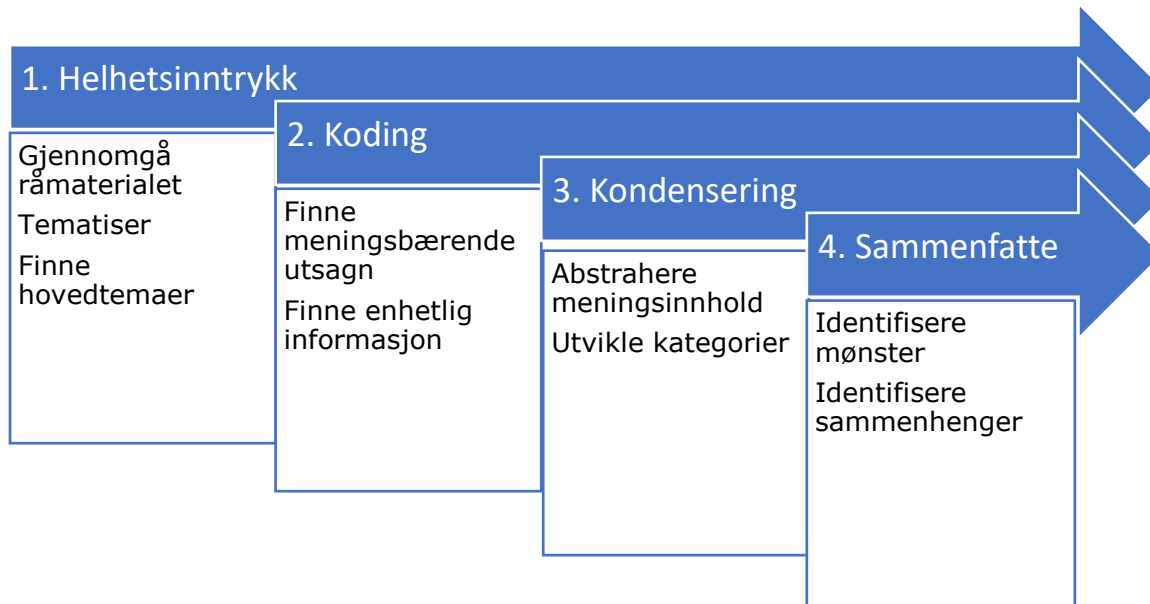 1. Helhetsinntrykk
Gjennomgå
råmaterialet
Tematiser
Finne
hovedtemaer
2. Koding
Finne
meningsbærende
utsagn
Finne enhetlig
informasjon
3. Kondensering
Abstrahere
meningsinnhold
Utvikle kategorier
4. Sammenfatte
Identifisere
mønster
Identifisere
sammenhenger